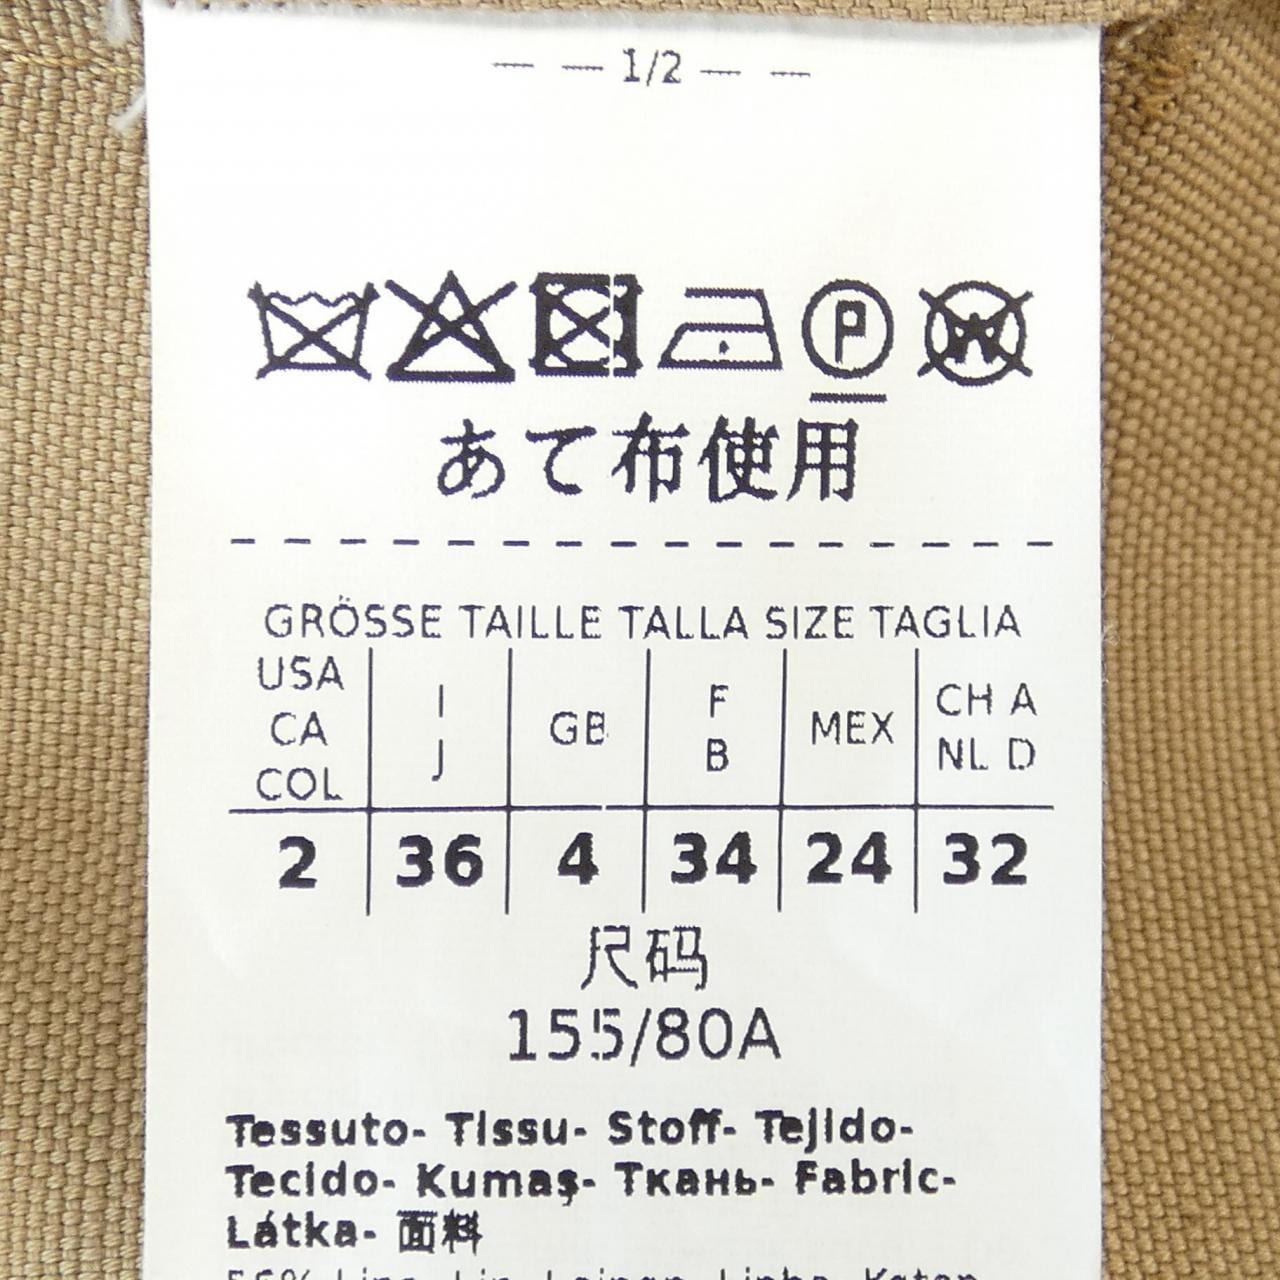 — — 1/2 — —
P
W
あて布使用
GRÖSSE TAILLE TALLA SIZE TAGLIA
USA CA COL | I J | GB | F B | MEX | CH A NL D
2 | 36 | 4 | 34 | 24 | 32
尺码
155/80A
Tessuto- Tissu- Stoff- Tejido-
Tecido- Kumaş- Ткань- Fabric-
Látka- 面料